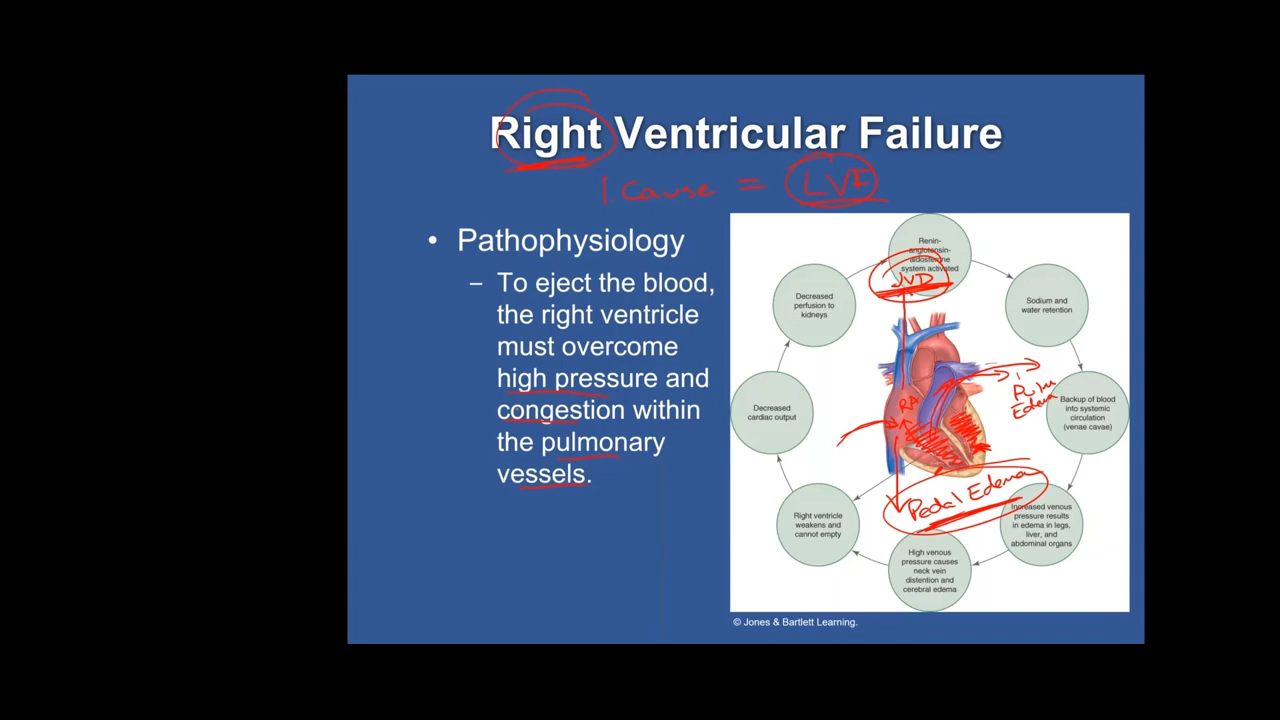 Right Ventricular Failure
1. Cause = LVF
• Pathophysiology
– To eject the blood,
the right ventricle
must overcome
high pressure and
congestion within
the pulmonary
vessels.
Renin-
angiotensin-
aldosterone
system activated
JVD
Sodium and
water retention
Backup of blood
into systemic
circulation
(venae cavae)
Increased venous
pressure results
in edema in legs,
liver, and
abdominal organs
High venous
pressure causes
neck vein
distention and
cerebral edema
Right ventricle
weakens and
cannot empty
Decreased
cardiac output
Decreased
perfusion to
kidneys
RA
Edema
Pedal Edema
© Jones & Bartlett Learning.